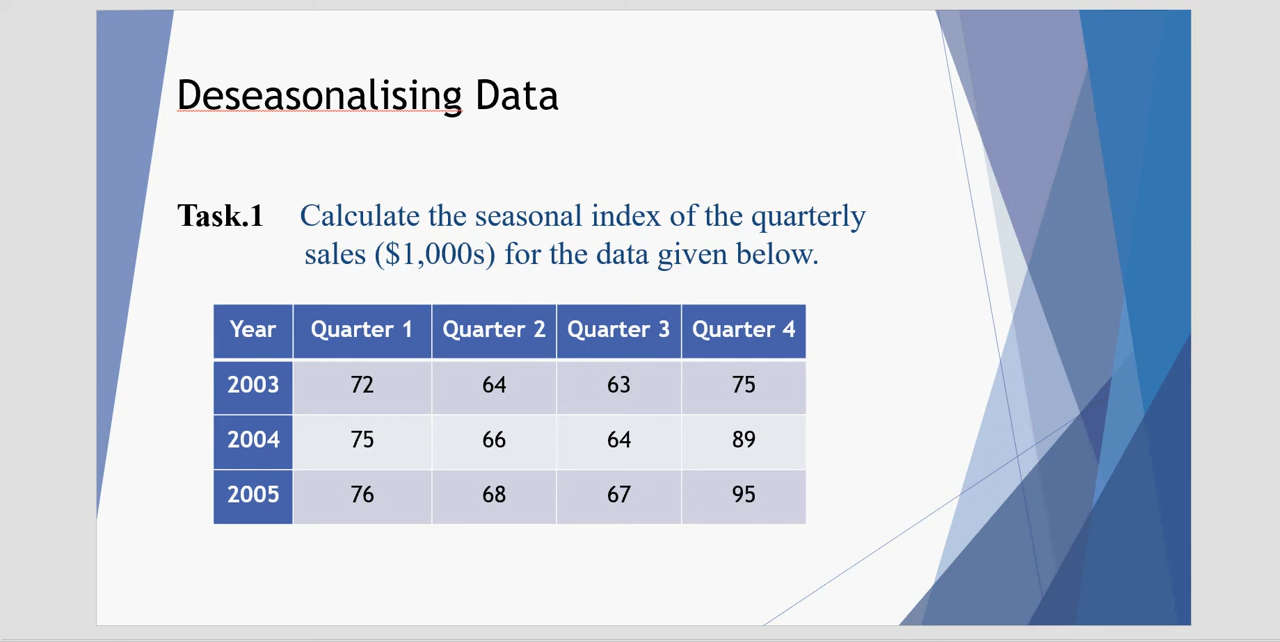 Deseasonalising Data
Task.1 Calculate the seasonal index of the quarterly
sales ($1,000s) for the data given below.
Year Quarter 1 Quarter 2 Quarter 3 Quarter 4
2003 72 64 63 75
2004 75 66 64 89
2005 76 68 67 95